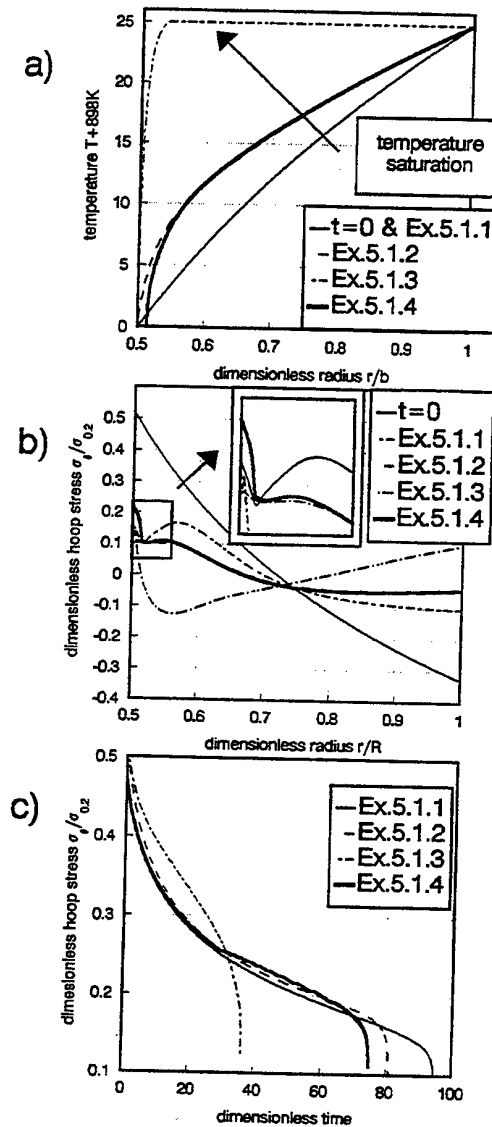 a)
temperature T+898K
30
25
20
15
10
5
0
0.5
0.6
0.7
0.8
0.9
1
dimensionless radius r/b
temperature
saturation
t=0 & Ex.5.1.1
Ex.5.1.2
Ex.5.1.3
Ex.5.1.4
b)
dimensionless hoop stress σ_θ/σ_0.2
0.5
0.4
0.3
0.2
0.1
0
-0.1
-0.2
-0.3
-0.4
0.5
0.6
0.7
0.8
0.9
1
dimensionless radius r/R
t=0
Ex.5.1.1
Ex.5.1.2
Ex.5.1.3
Ex.5.1.4
c)
dimesionless hoop stress σ_θ/σ_0.2
0.5
0.4
0.3
0.2
0.1
0
20
40
60
80
100
dimensionless time
Ex.5.1.1
Ex.5.1.2
Ex.5.1.3
Ex.5.1.4